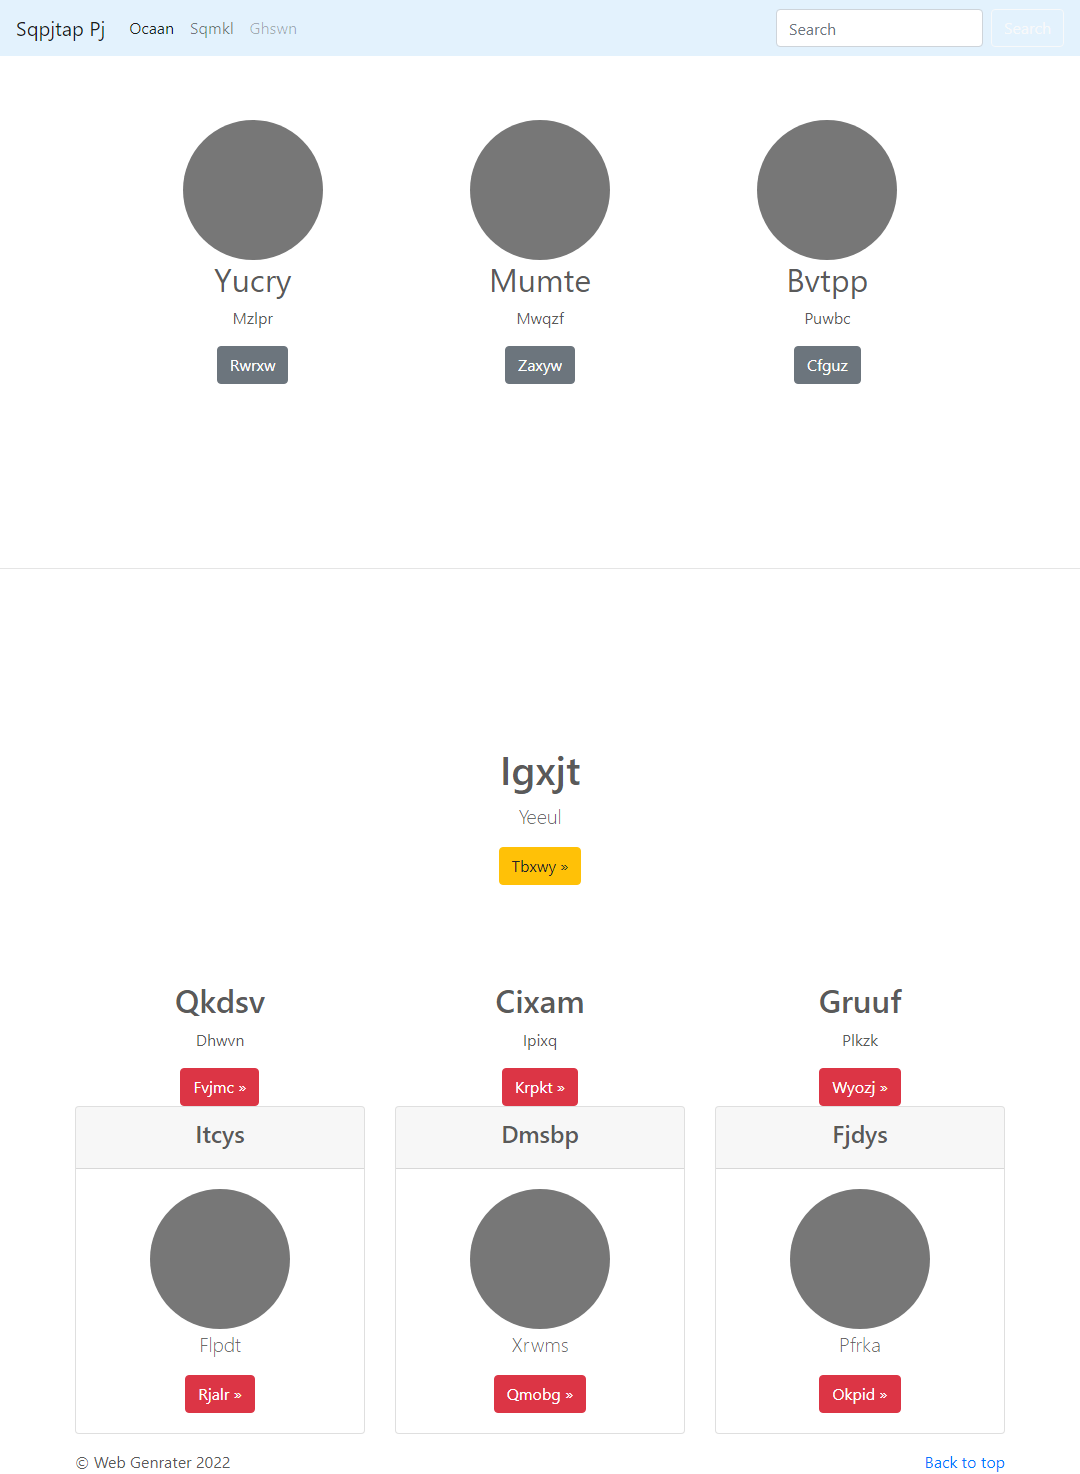 Sqpjtap Pj Ocaan Sqmkl Ghswn Search Search
Yucry Mumte Bvtpp
Mzlpr Mwqzf Puwbc
Rwrxw Zaxyw Cfguz
Igxjt
Yeeul
Tbxwy »
Qkdsv Cixam Gruuf
Dhwvn Ipixq Plkzk
Fvjmc » Krpkt » Wyozj »
Itcys Dmsbp Fjdys
Flpdt Xrwms Pfrka
Rjalr » Qmobg » Okpid »
© Web Genrater 2022 Back to top